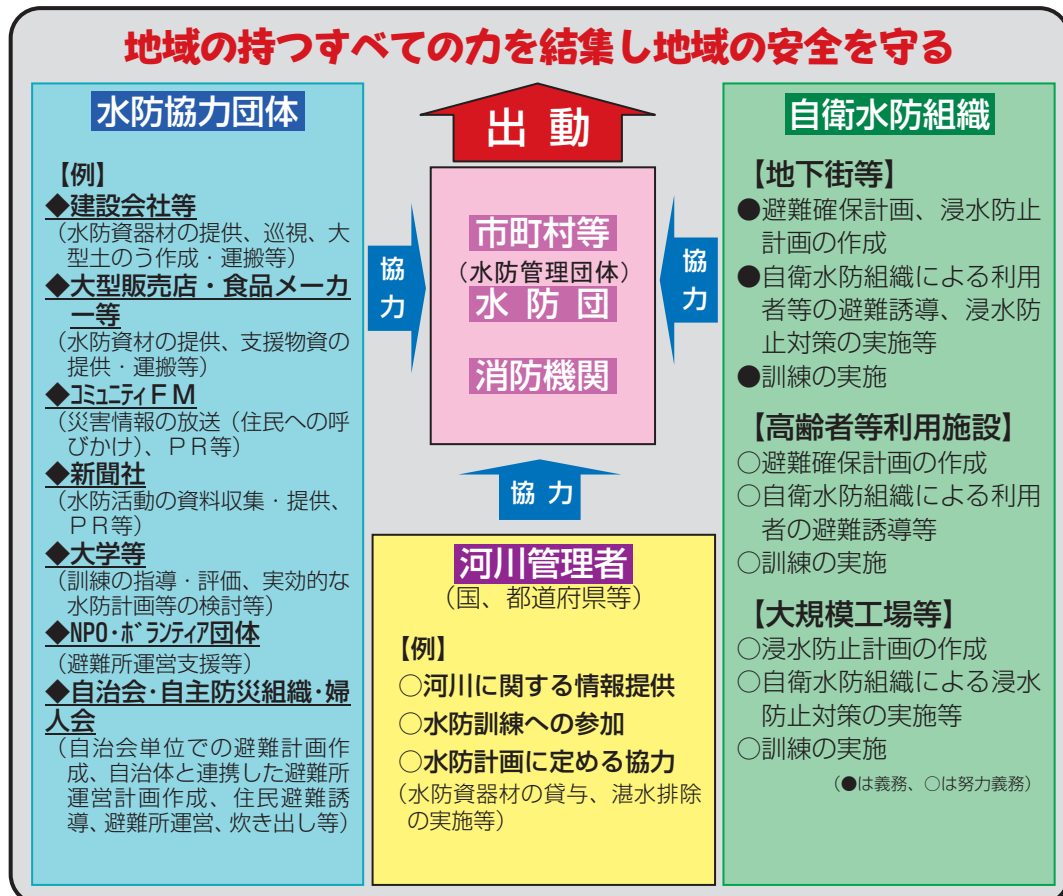 地域の持つすべての力を結集し地域の安全を守る
水防協力団体
【例】
◆建設会社等
（水防資器材の提供、巡視、大
型土のう作成・運搬等）
◆大型販売店・食品メーカ
ー等
（水防資材の提供、支援物資の
提供・運搬等）
◆ｺﾐｭﾆﾃｨＦＭ
（災害情報の放送（住民への呼
びかけ）、ＰＲ等）
◆新聞社
（水防活動の資料収集・提供、
ＰＲ等）
◆大学等
（訓練の指導・評価、実効的な
水防計画等の検討等）
◆NPO・ﾎﾞﾗﾝﾃｨｱ団体
（避難所運営支援等）
◆自治会・自主防災組織・婦
人会
（自治会単位での避難計画作
成、自治体と連携した避難所
運営計画作成、住民避難誘
導、避難所運営、炊き出し等）
出動
市町村等
（水防管理団体）
水防団
消防機関
協
力
協
力
協力
河川管理者
（国、都道府県等）
【例】
○河川に関する情報提供
○水防訓練への参加
○水防計画に定める協力
（水防資器材の貸与、湛水排除
の実施等）
自衛水防組織
【地下街等】
●避難確保計画、浸水防止
計画の作成
●自衛水防組織による利用
者等の避難誘導、浸水防
止対策の実施等
●訓練の実施
【高齢者等利用施設】
○避難確保計画の作成
○自衛水防組織による利用
者の避難誘導等
○訓練の実施
【大規模工場等】
○浸水防止計画の作成
○自衛水防組織による浸水
防止対策の実施等
○訓練の実施
（●は義務、○は努力義務）